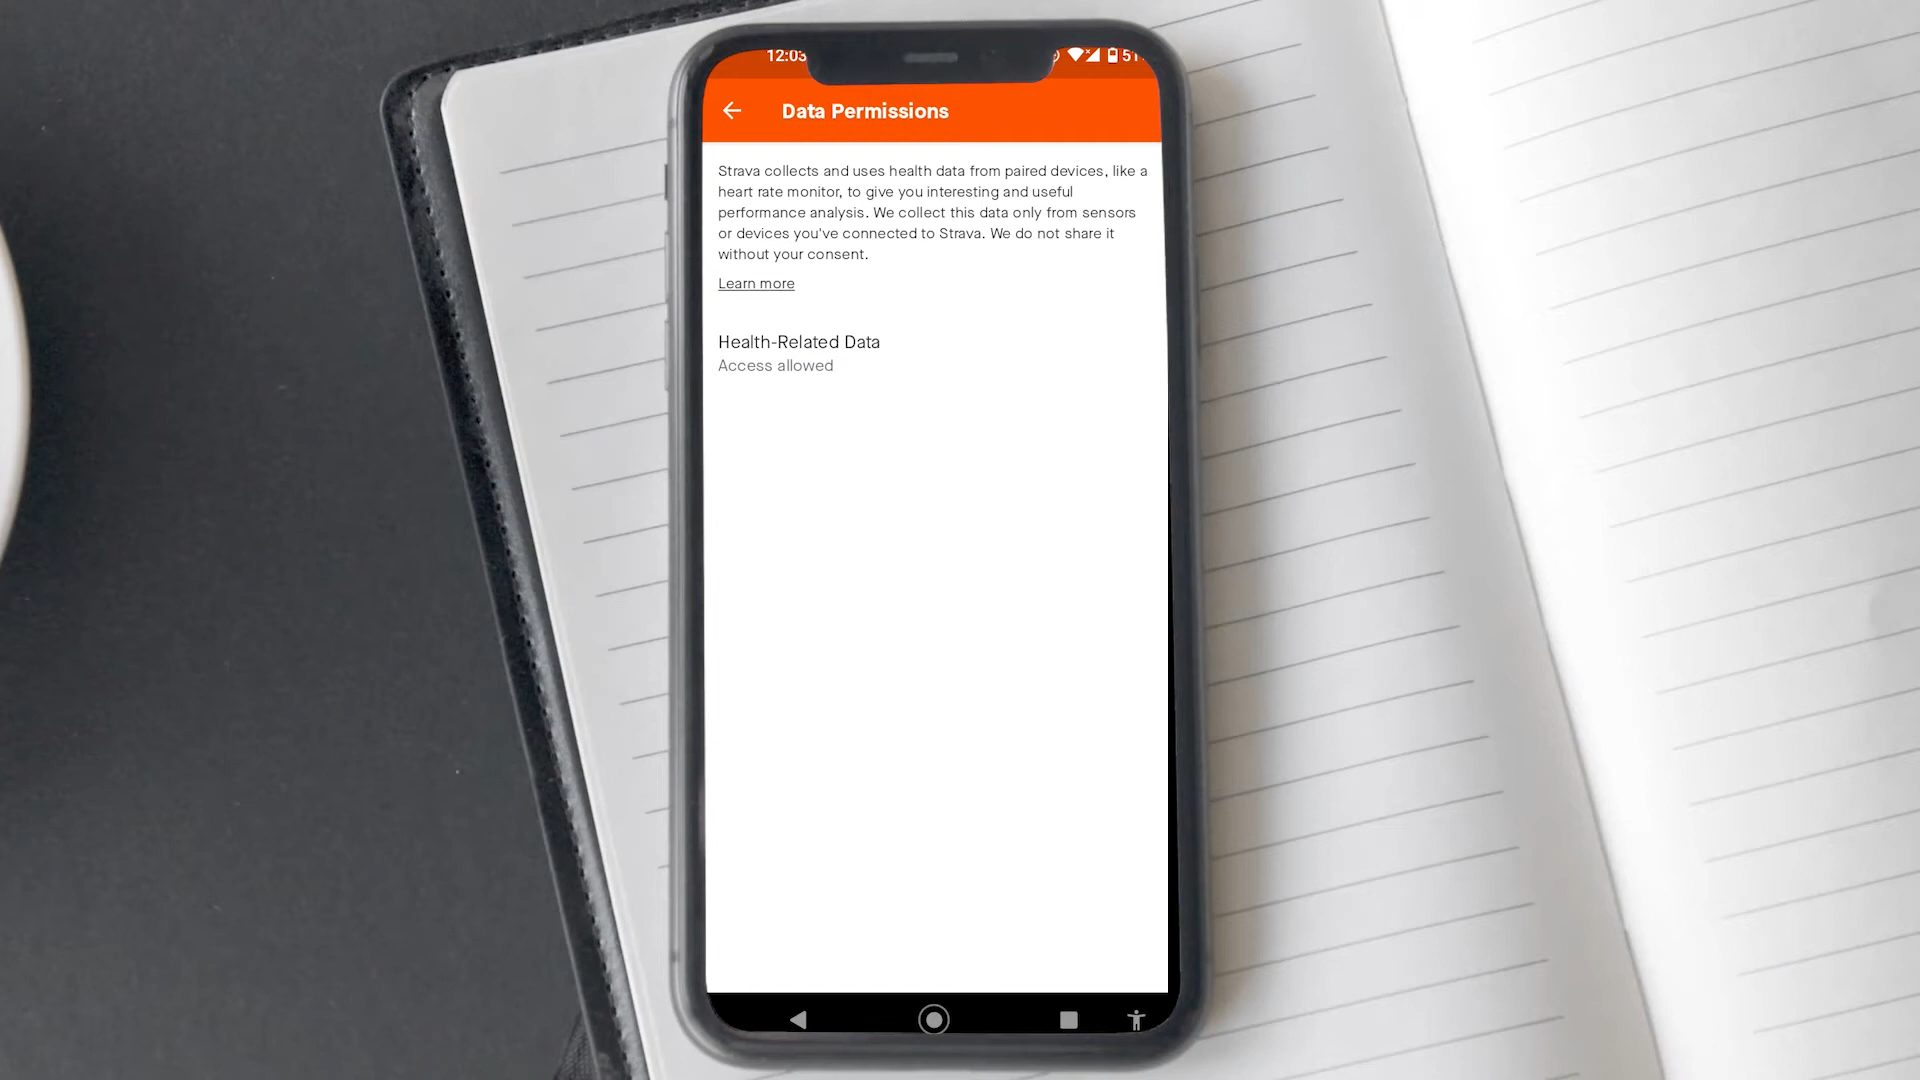 12:03
51
Data Permissions
Strava collects and uses health data from paired devices, like a
heart rate monitor, to give you interesting and useful
performance analysis. We collect this data only from sensors
or devices you've connected to Strava. We do not share it
without your consent.
Learn more
Health-Related Data
Access allowed